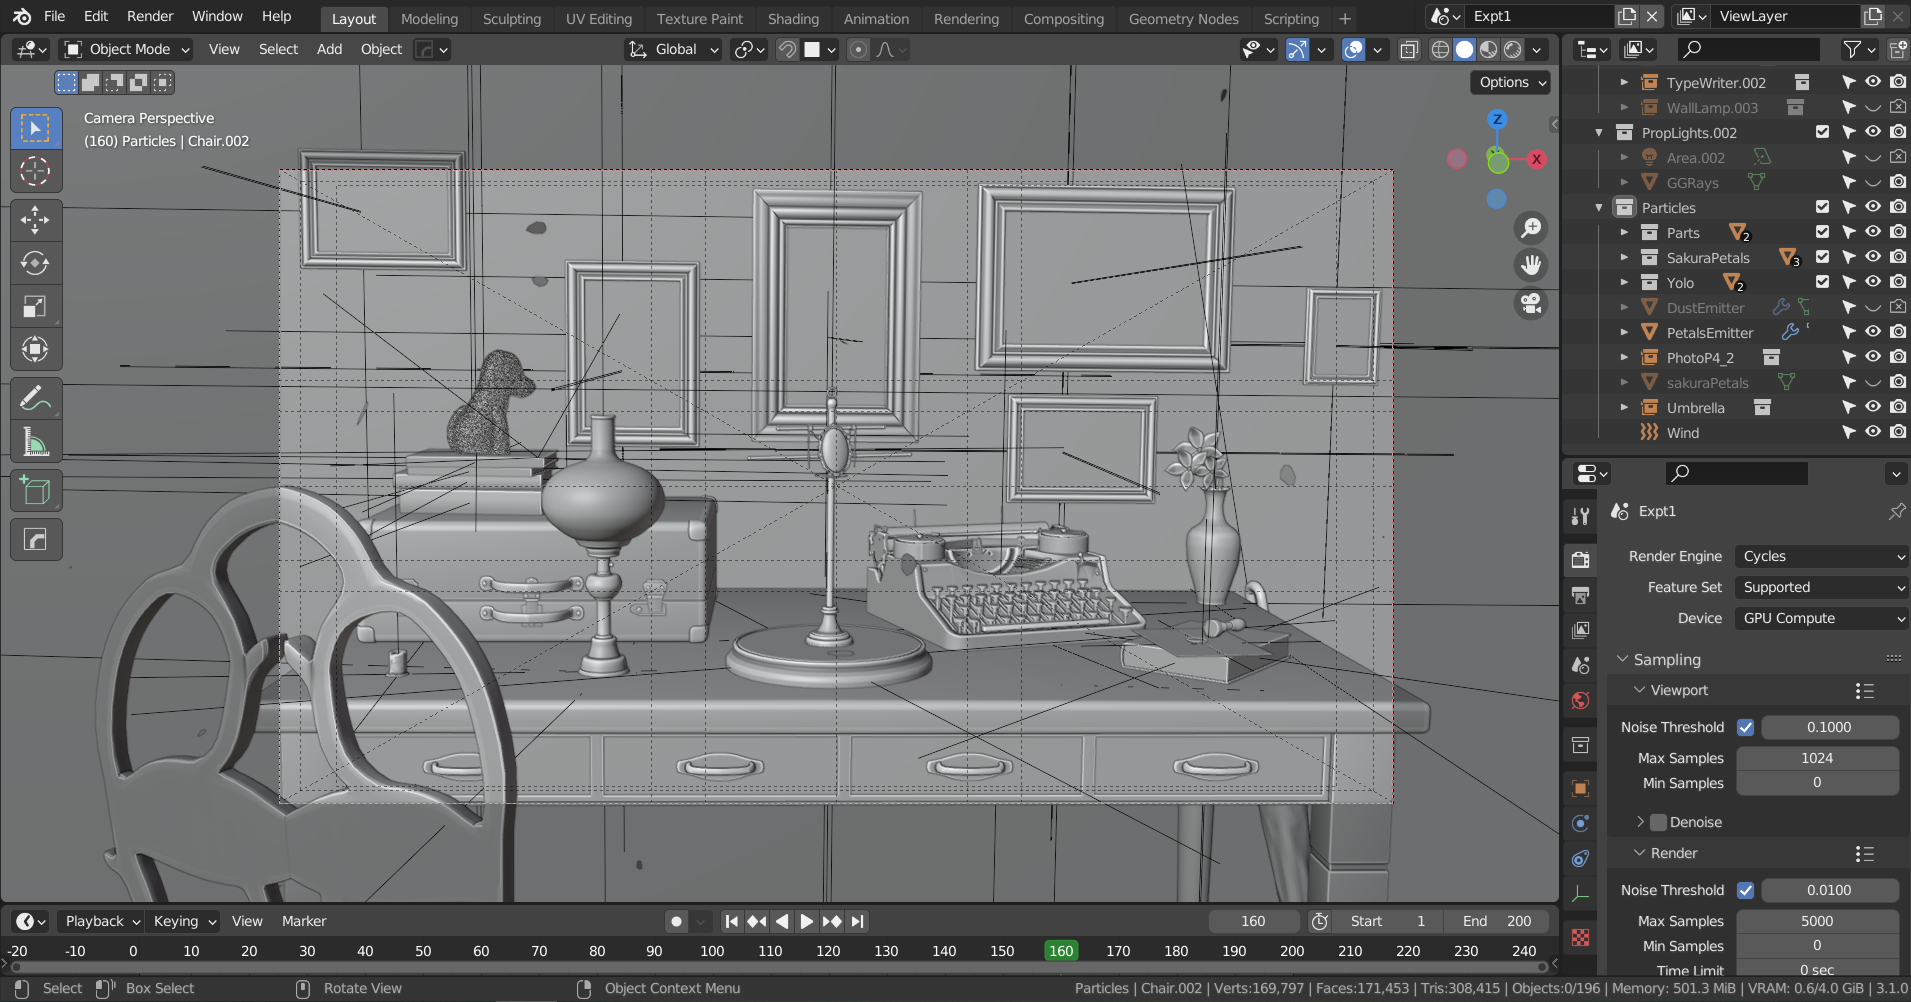 File Edit Render Window Help Layout Modeling Sculpting UV Editing Texture Paint Shading Animation Rendering Compositing Geometry Nodes Scripting + Expt1 ViewLayer
Object Mode View Select Add Object Global
Options
Camera Perspective
(160) Particles | Chair.002
Z
X
TypeWriter.002
WallLamp.003
PropLights.002
Area.002
GGRays
Particles
Parts 2
SakuraPetals 3
Yolo 2
DustEmitter
PetalsEmitter
PhotoP4_2
sakuraPetals
Umbrella
Wind
Expt1
Render Engine Cycles
Feature Set Supported
Device GPU Compute
Sampling
Viewport
Noise Threshold 0.1000
Max Samples 1024
Min Samples 0
Denoise
Render
Noise Threshold 0.0100
Max Samples 5000
Min Samples 0
Time Limit 0 sec
Playback Keying View Marker 160 Start 1 End 200
-20 -10 0 10 20 30 40 50 60 70 80 90 100 110 120 130 140 150 160 170 180 190 200 210 220 230 240
Select Box Select Rotate View Object Context Menu Particles | Chair.002 | Verts:169,797 | Faces:171,453 | Tris:308,415 | Objects:0/196 | Memory: 501.3 MiB | VRAM: 0.6/4.0 GiB | 3.1.0